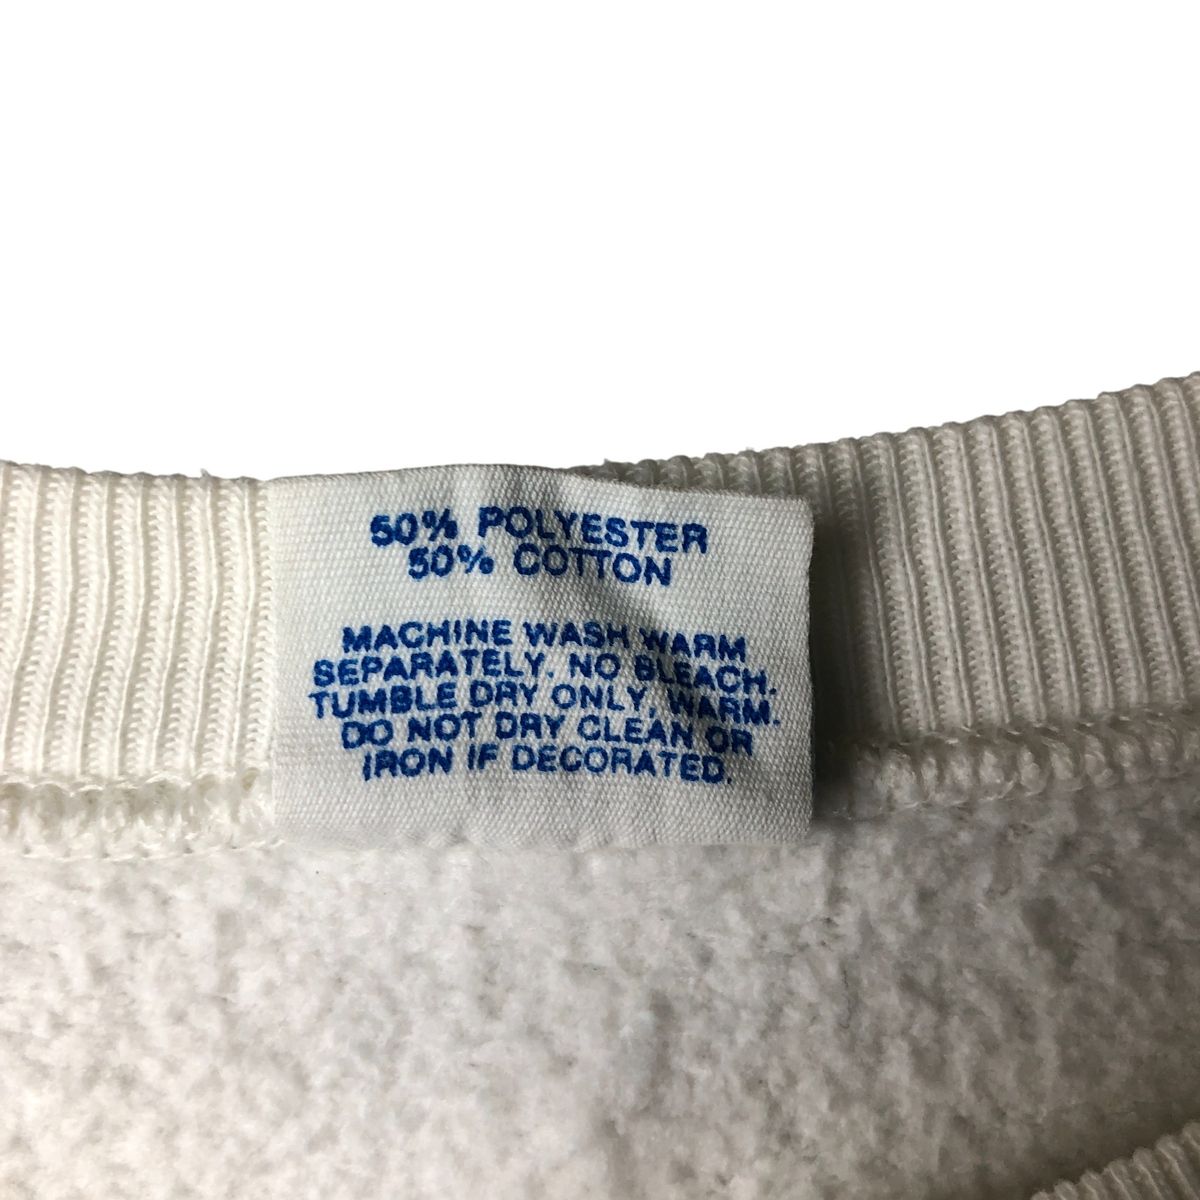 50% POLYESTER
50% COTTON
MACHINE WASH WARM
SEPARATELY. NO BLEACH.
TUMBLE DRY ONLY, WARM.
DO NOT DRY CLEAN OR
IRON IF DECORATED.